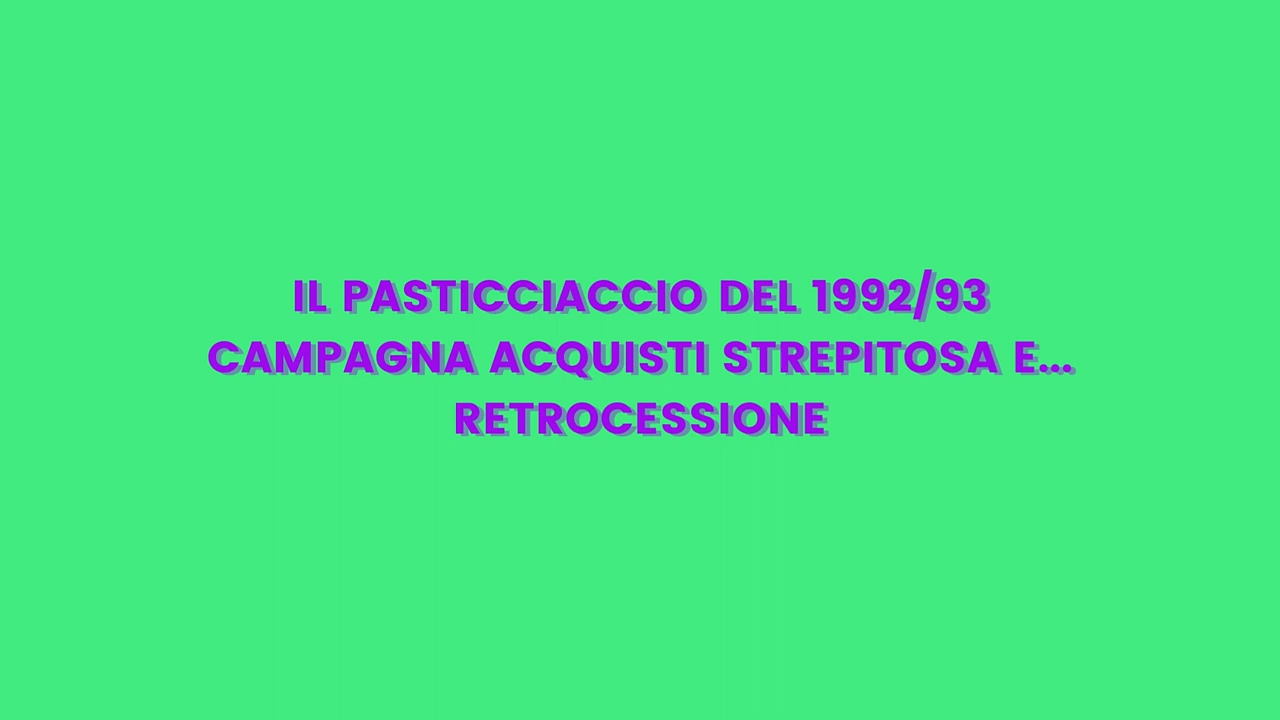 IL PASTICCIACCIO DEL 1992/93
CAMPAGNA ACQUISTI STREPITOSA E...
RETROCESSIONE